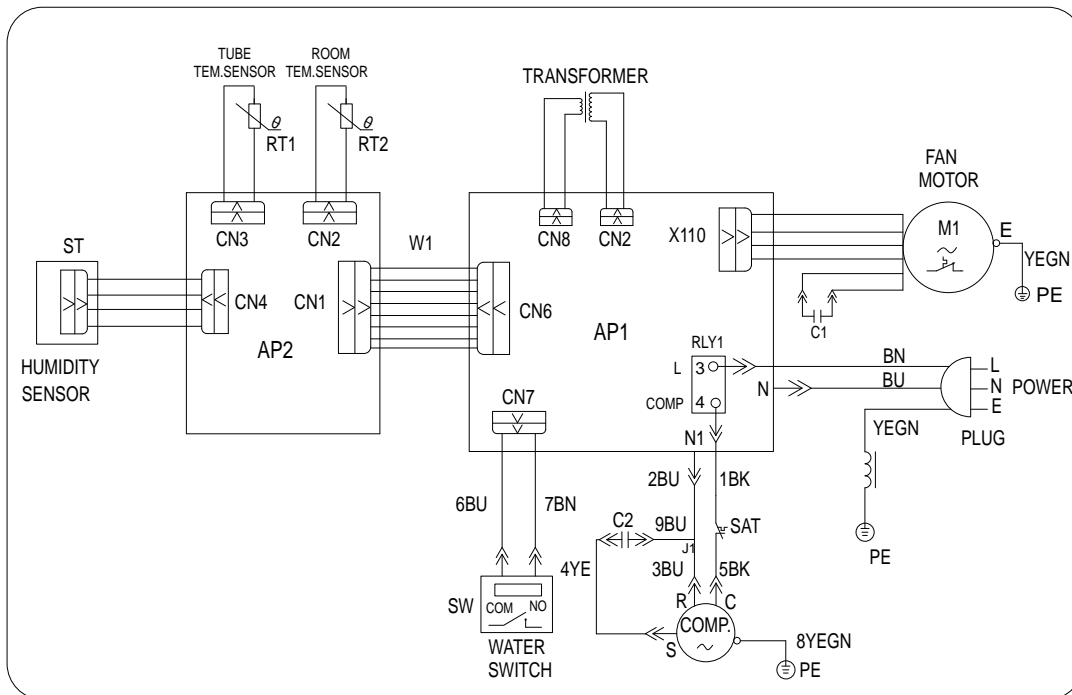 TUBE
TEM.SENSOR
ROOM
TEM.SENSOR
θ
RT1
θ
RT2
TRANSFORMER
FAN
MOTOR
CN3
CN2
CN8
CN2
X110
M1
E
YEGN
PE
ST
W1
CN4
CN1
CN6
C1
AP2
AP1
HUMIDITY
SENSOR
RLY1
L
3
COMP
4
N
BN
BU
L
N
E
POWER
PLUG
YEGN
PE
CN7
N1
2BU
1BK
6BU
7BN
C2
9BU
SAT
J1
4YE
3BU
5BK
R
C
SW
COM
NO
COMP.
S
8YEGN
PE
WATER
SWITCH